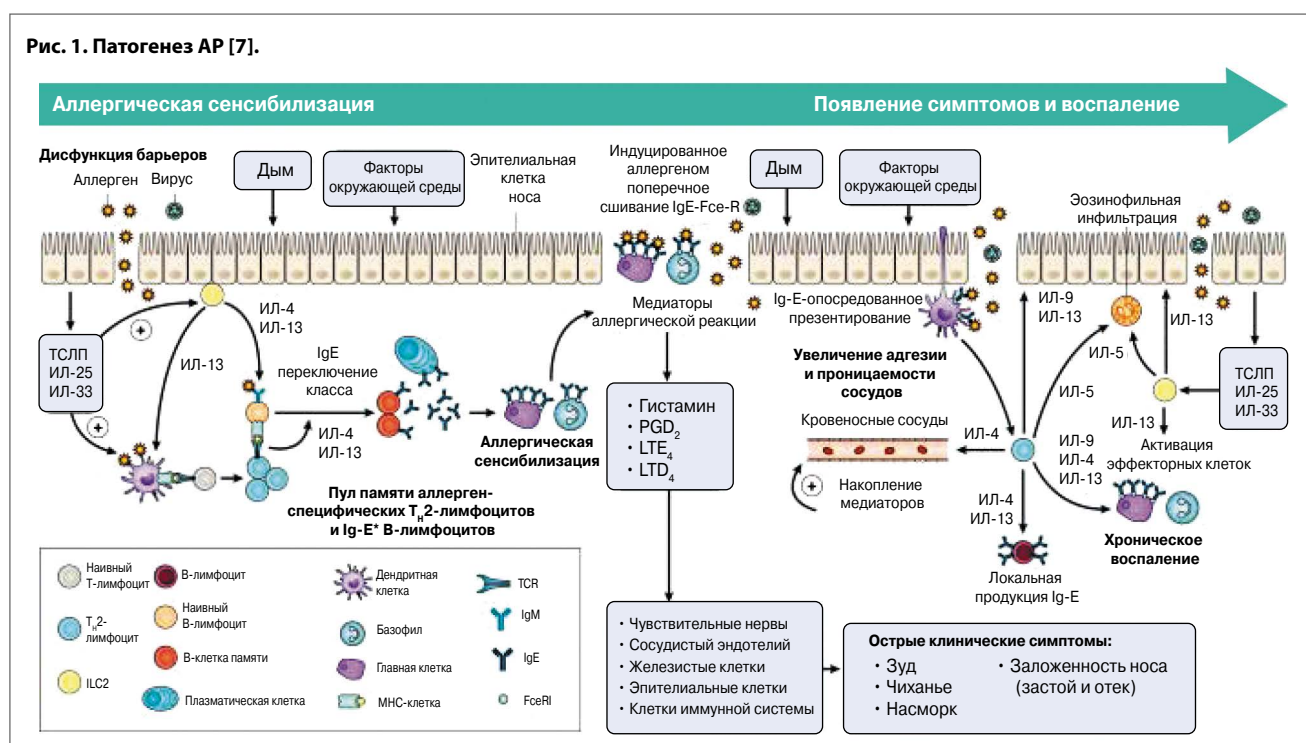 Рис. 1. Патогенез АР [7].
Аллергическая сенсибилизация
Появление симптомов и воспаление
Дисфункция барьеров
Аллерген
Вирус
Дым
Факторы
окружающей среды
Эпителиальная
клетка
носа
Индуцированное
аллергеном
поперечное
сшивание IgE-Fce-R
Дым
Факторы
окружающей среды
Эозинофильная
инфильтрация
ТСЛП
ИЛ-25
ИЛ-33
+
+
ИЛ-13
ИЛ-4
ИЛ-13
IgE
переключение
класса
ИЛ-4
ИЛ-13
Пул памяти аллерген-
специфических TH2-лимфоцитов
и Ig-E* В-лимфоцитов
Аллергическая
сенсибилизация
Медиаторы
аллергической реакции
• Гистамин
• PGD2
• LTE4
• LTD4
Ig-E-опосредованное
презентирование
Увеличение адгезии
и проницаемости
сосудов
Кровеносные сосуды
+
Накопление
медиаторов
ИЛ-4
ИЛ-9
ИЛ-13
ИЛ-5
ИЛ-5
ИЛ-13
ИЛ-13
ТСЛП
ИЛ-25
ИЛ-33
Активация
эффекторных клеток
ИЛ-9
ИЛ-4
ИЛ-13
ИЛ-4
ИЛ-13
Хроническое
воспаление
Локальная
продукция Ig-E
Наивный
Т-лимфоцит
TH2-
лимфоцит
ILC2
В-лимфоцит
Наивный
В-лимфоцит
В-клетка памяти
Плазматическая клетка
Дендритная
клетка
Базофил
Главная клетка
МНС-клетка
TCR
IgM
IgE
FceRI
• Чувствительные нервы
• Сосудистый эндотелий
• Железистые клетки
• Эпителиальные клетки
• Клетки иммунной системы
Острые клинические симптомы:
• Зуд
• Чиханье
• Насморк
• Заложенность носа
(застой и отек)